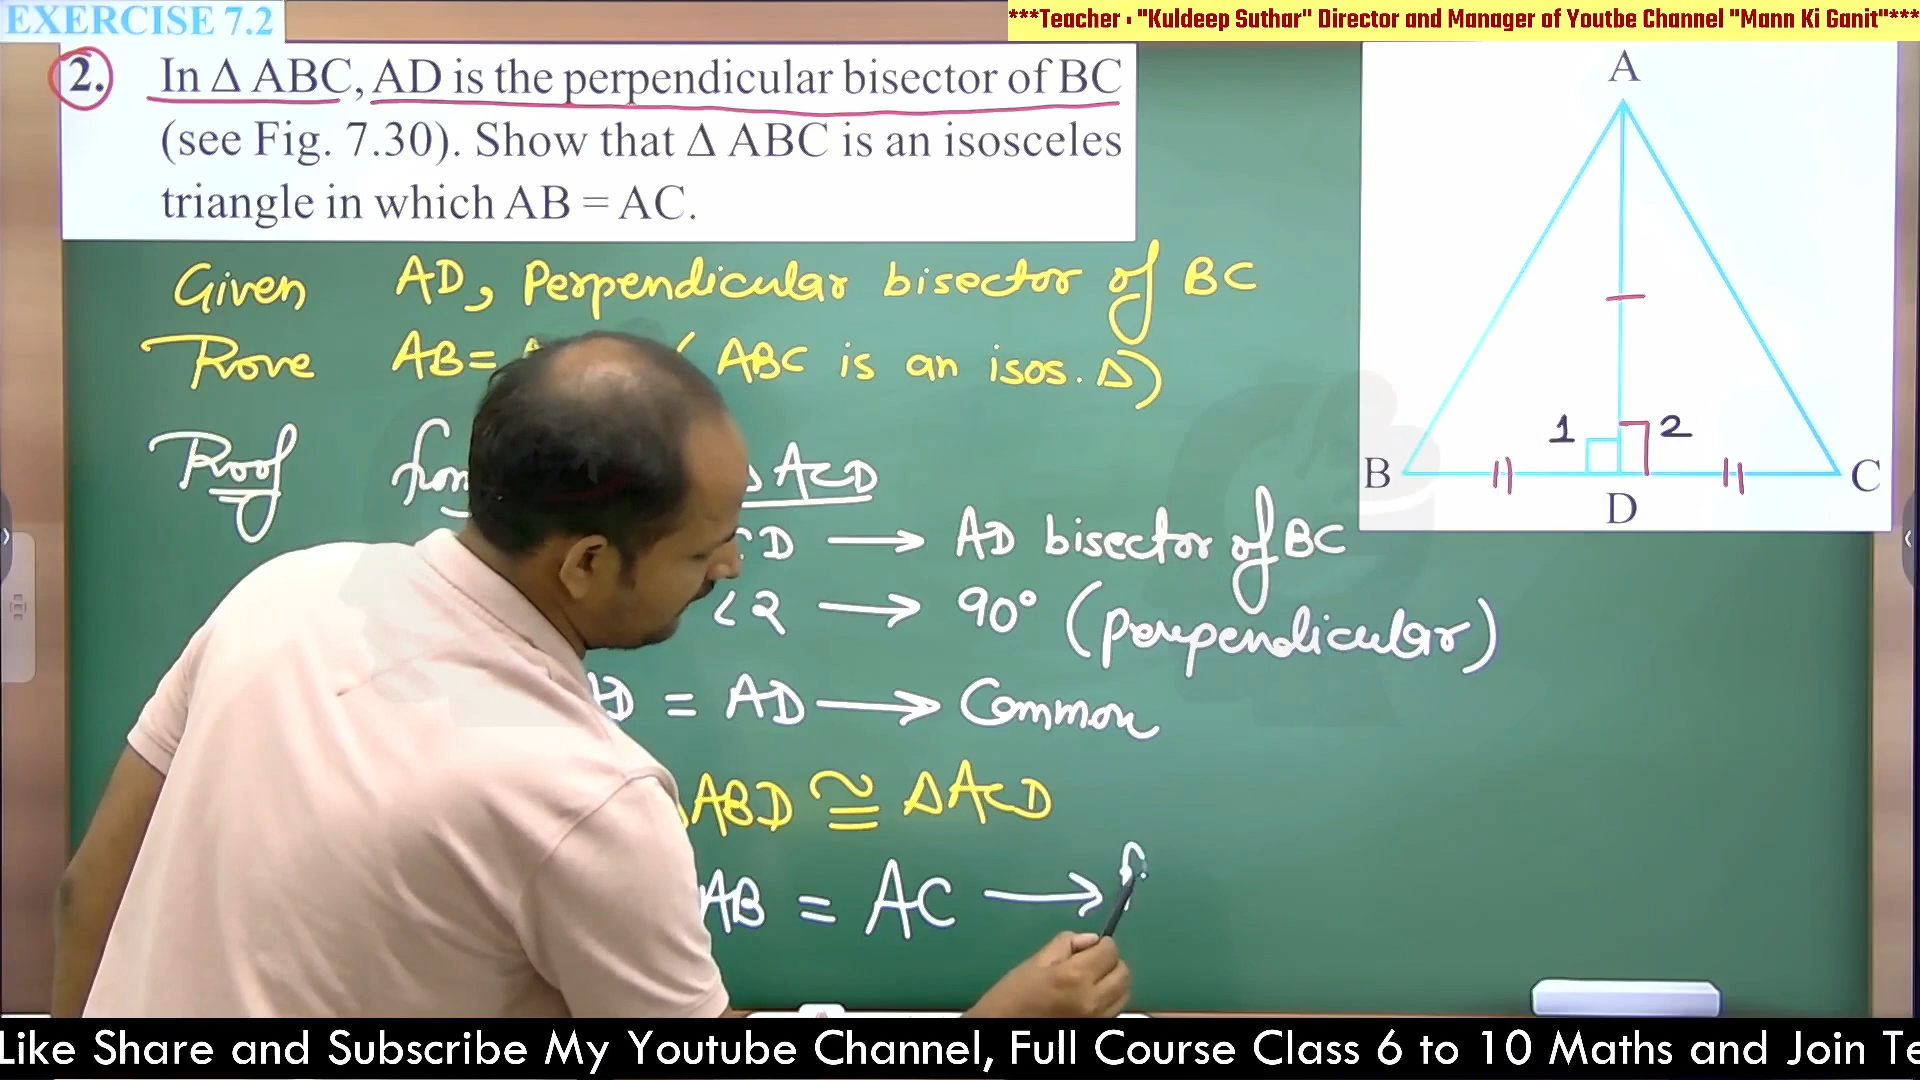 EXERCISE 7.2
***Teacher : "Kuldeep Suthar" Director and Manager of Youtbe Channel "Mann Ki Ganit"***
2. In Δ ABC, AD is the perpendicular bisector of BC
(see Fig. 7.30). Show that Δ ABC is an isosceles
triangle in which AB = AC.
A
1 2
B C
D
Given AD, Perpendicular bisector of BC
Prove AB= ( ABC is an isos. Δ)
Proof from ACD
D → AD bisector of BC
<2 → 90° (perpendicular)
D = AD → Common
ABD ≅ ΔACD
AB = AC →
Like Share and Subscribe My Youtube Channel, Full Course Class 6 to 10 Maths and Join